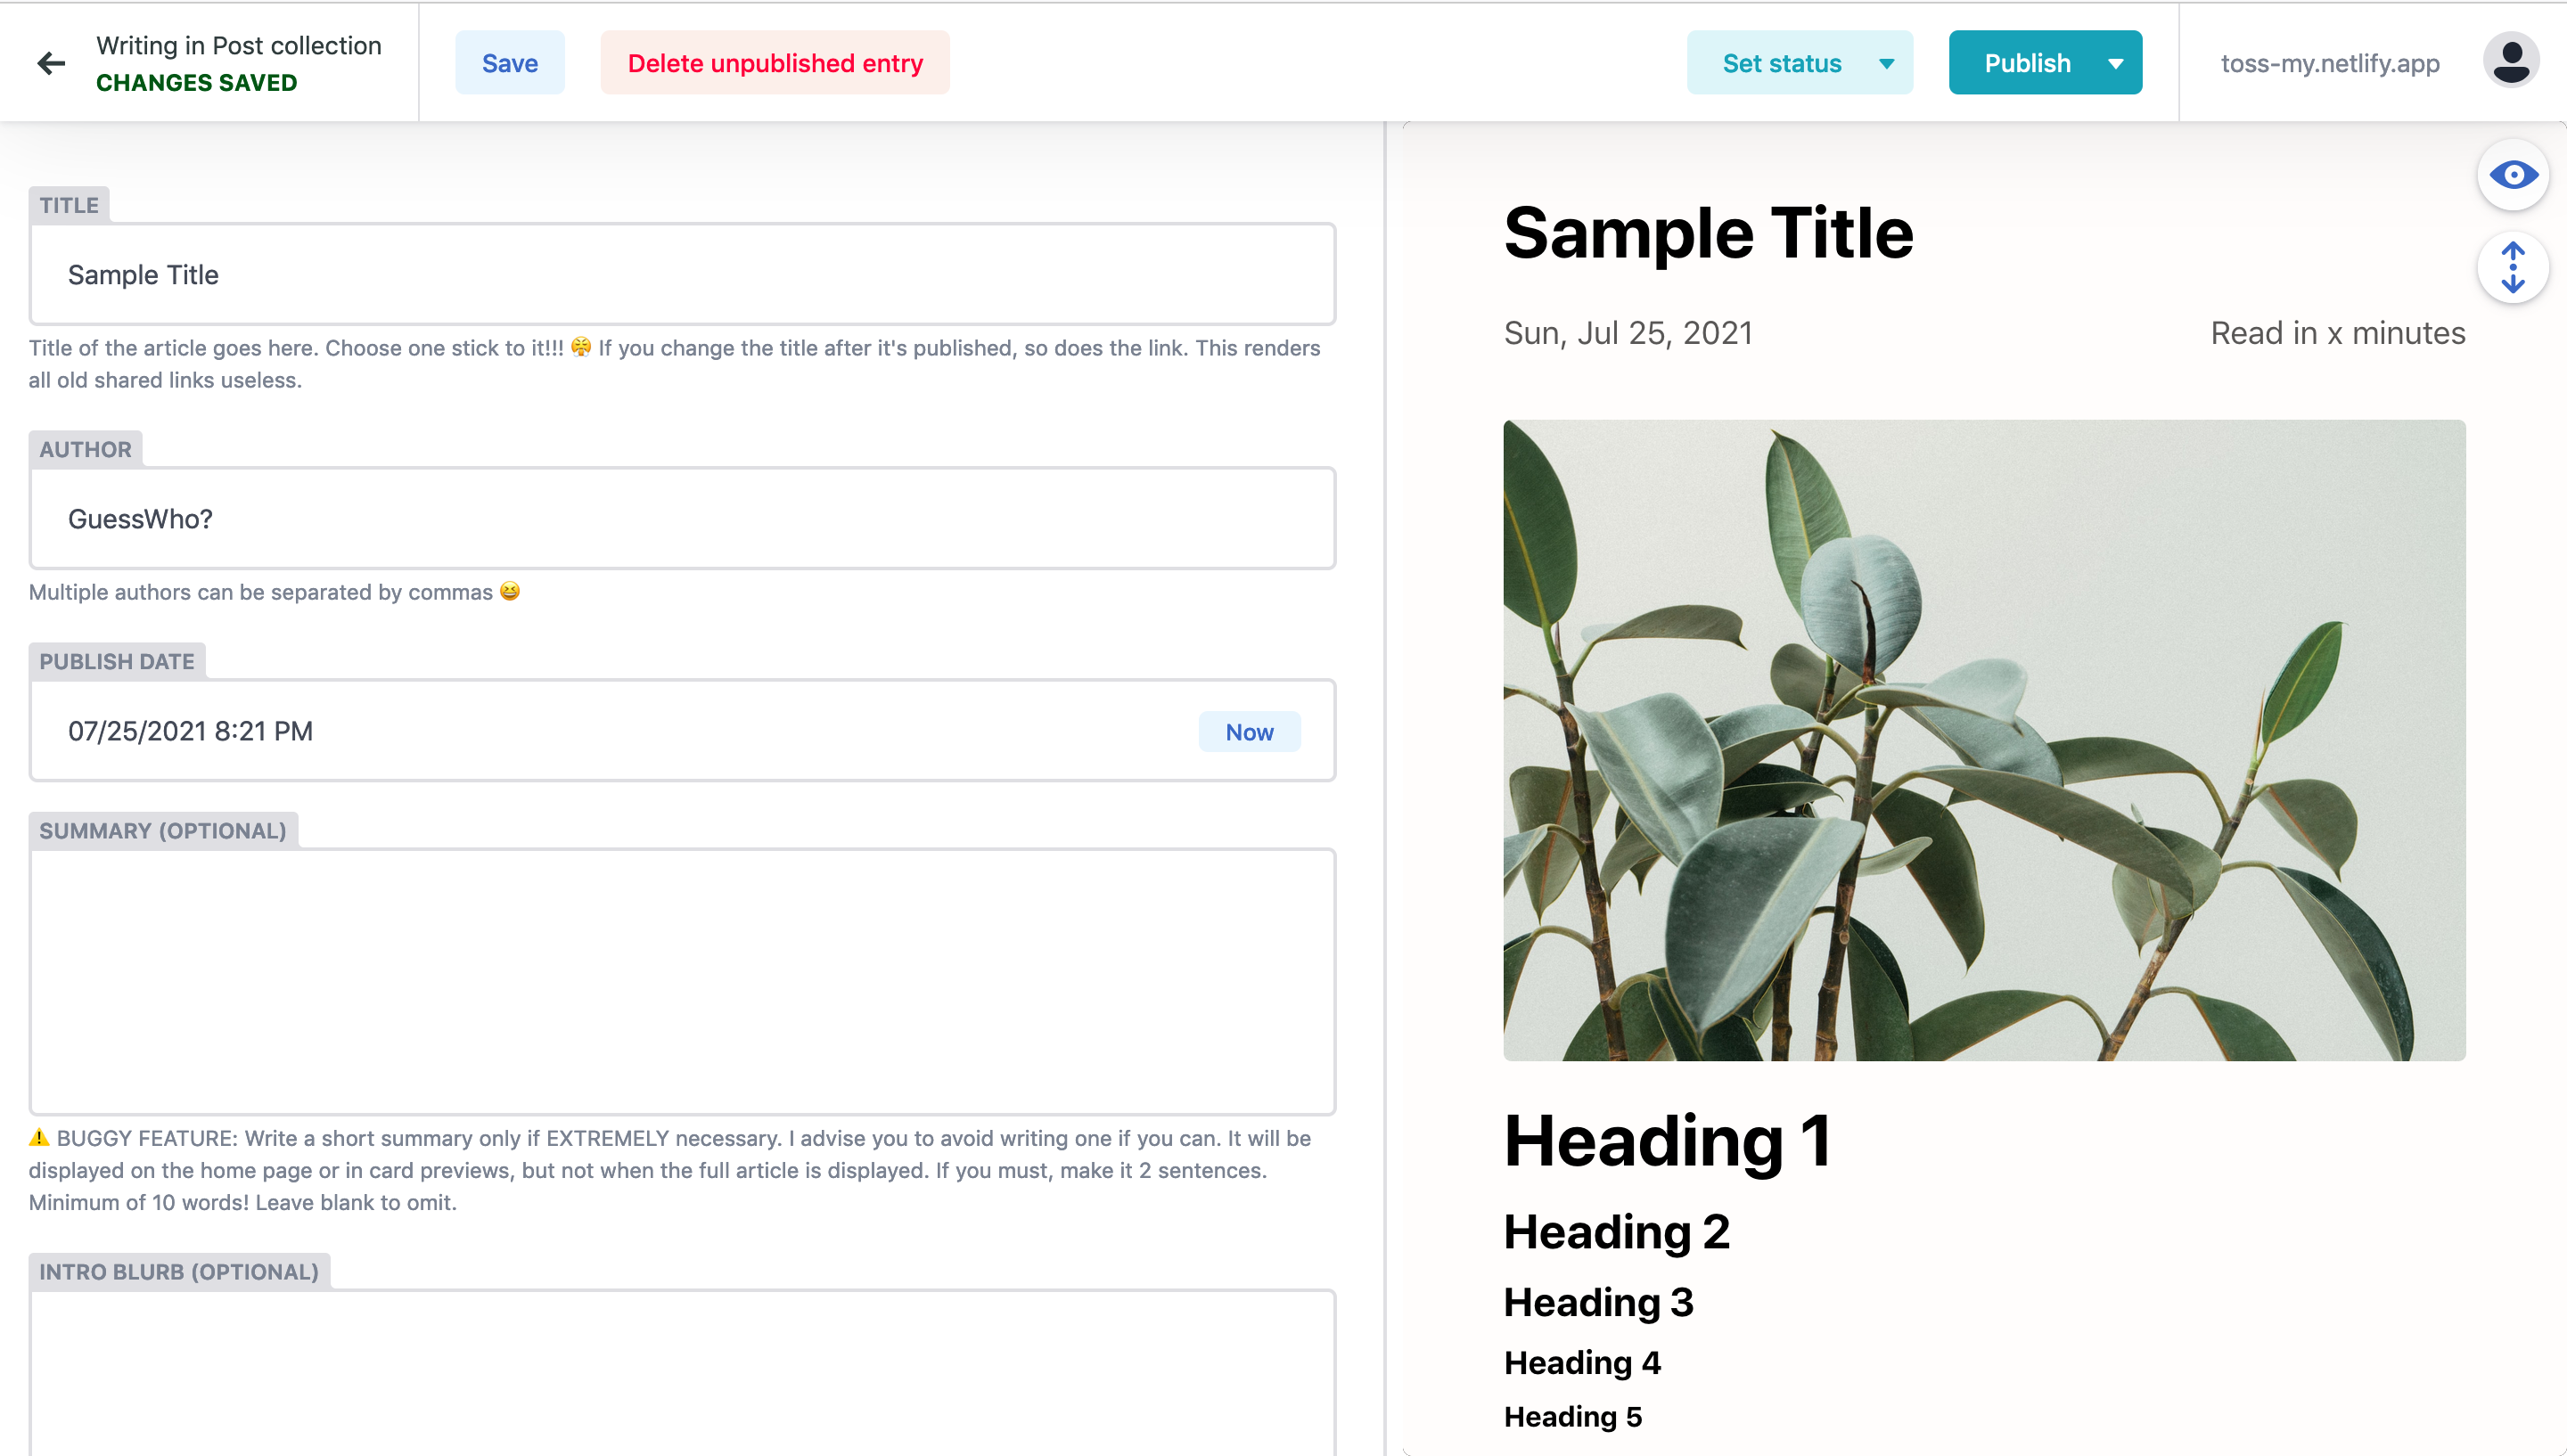 Writing in Post collection
CHANGES SAVED
Save
Delete unpublished entry
Set status
Publish
toss-my.netlify.app
TITLE
Sample Title
Title of the article goes here. Choose one stick to it!!! 😤 If you change the title after it's published, so does the link. This renders
all old shared links useless.
AUTHOR
GuessWho?
Multiple authors can be separated by commas 😆
PUBLISH DATE
07/25/2021 8:21 PM
Now
SUMMARY (OPTIONAL)
⚠️ BUGGY FEATURE: Write a short summary only if EXTREMELY necessary. I advise you to avoid writing one if you can. It will be
displayed on the home page or in card previews, but not when the full article is displayed. If you must, make it 2 sentences.
Minimum of 10 words! Leave blank to omit.
INTRO BLURB (OPTIONAL)
Sample Title
Sun, Jul 25, 2021
Read in x minutes
Heading 1
Heading 2
Heading 3
Heading 4
Heading 5